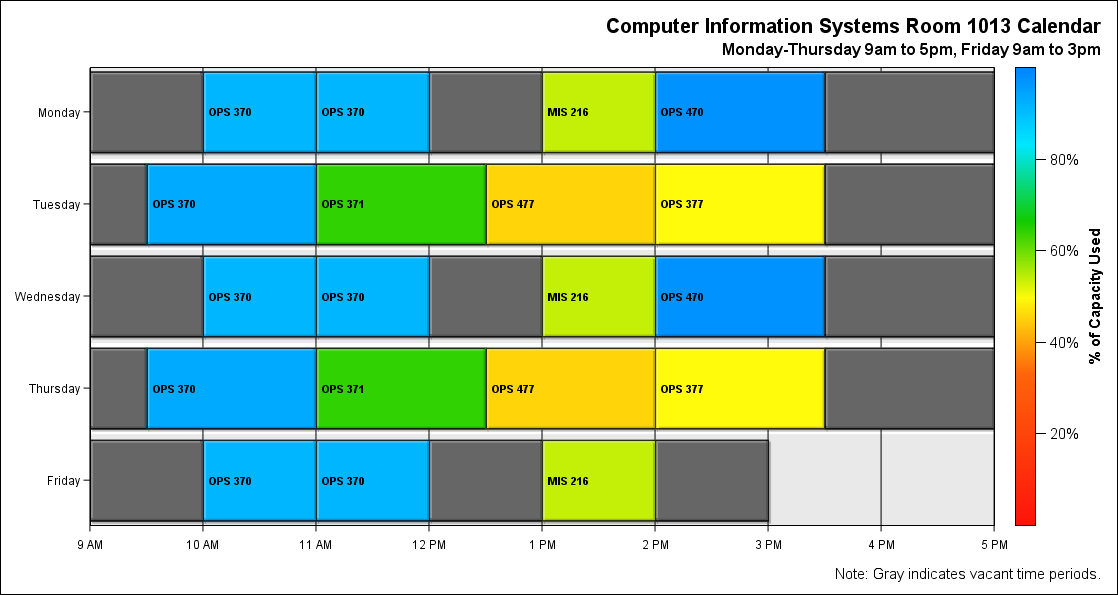 Computer Information Systems Room 1013 Calendar
Monday-Thursday 9am to 5pm, Friday 9am to 3pm
Monday OPS 370 OPS 370 MIS 216 OPS 470
Tuesday OPS 370 OPS 371 OPS 477 OPS 377
Wednesday OPS 370 OPS 370 MIS 216 OPS 470
Thursday OPS 370 OPS 371 OPS 477 OPS 377
Friday OPS 370 OPS 370 MIS 216
9 AM 10 AM 11 AM 12 PM 1 PM 2 PM 3 PM 4 PM 5 PM
80%
60%
40%
20%
% of Capacity Used
Note: Gray indicates vacant time periods.